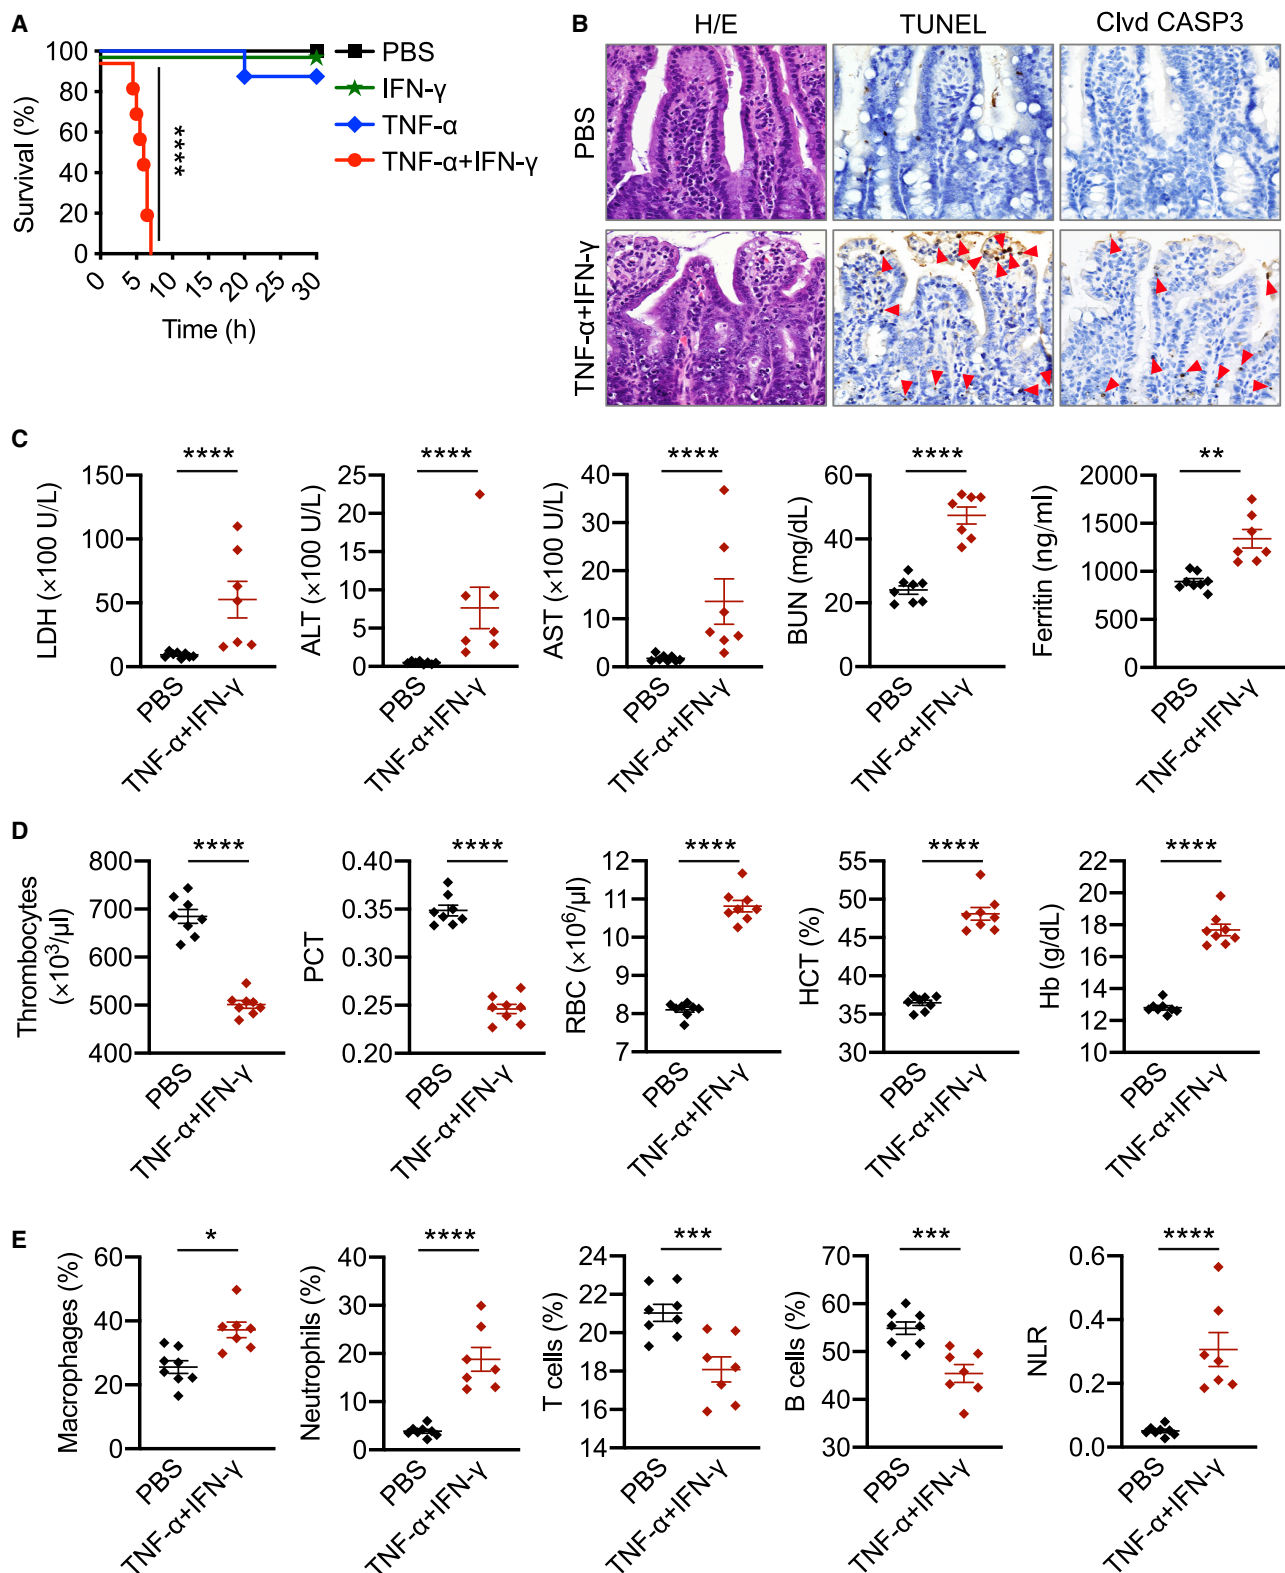 A
Survival (%)
100
80
60
40
20
0
0
5
10
15
20
25
30
Time (h)
****
PBS
IFN-γ
TNF-α
TNF-α+IFN-γ
B
H/E
TUNEL
Clvd CASP3
PBS
TNF-α+IFN-γ
C
LDH (×100 U/L)
150
100
50
0
****
PBS
TNF-α+IFN-γ
ALT (×100 U/L)
25
20
15
10
5
0
****
PBS
TNF-α+IFN-γ
AST (×100 U/L)
40
30
20
10
0
****
PBS
TNF-α+IFN-γ
BUN (mg/dL)
60
40
20
0
****
PBS
TNF-α+IFN-γ
Ferritin (ng/ml)
2000
1500
1000
500
0
**
PBS
TNF-α+IFN-γ
D
Thrombocytes
(×10³/µl)
800
700
600
500
400
****
PBS
TNF-α+IFN-γ
PCT
0.40
0.35
0.30
0.25
0.20
****
PBS
TNF-α+IFN-γ
RBC (×10⁶/µl)
12
11
10
9
8
7
****
PBS
TNF-α+IFN-γ
HCT (%)
55
50
45
40
35
30
****
PBS
TNF-α+IFN-γ
Hb (g/dL)
22
20
18
16
14
12
10
****
PBS
TNF-α+IFN-γ
E
Macrophages (%)
60
40
20
0
*
PBS
TNF-α+IFN-γ
Neutrophils (%)
40
30
20
10
0
****
PBS
TNF-α+IFN-γ
T cells (%)
24
22
20
18
16
14
***
PBS
TNF-α+IFN-γ
B cells (%)
70
60
50
40
30
***
PBS
TNF-α+IFN-γ
NLR
0.6
0.4
0.2
0.0
****
PBS
TNF-α+IFN-γ